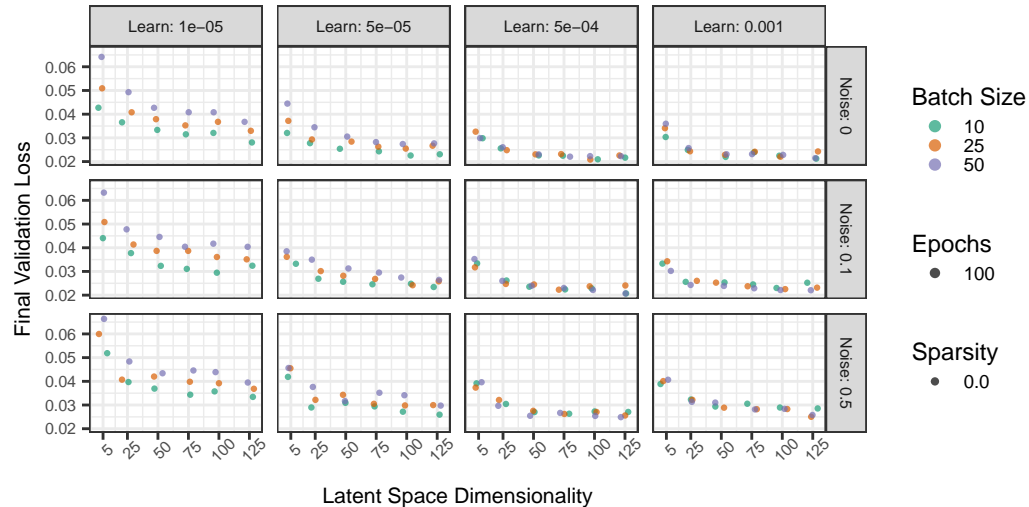 Learn: 1e−05 Learn: 5e−05 Learn: 5e−04 Learn: 0.001
0.06
0.05
0.04
0.03
0.02
Noise: 0
0.06
0.05
0.04
0.03
0.02
Noise: 0.1
0.06
0.05
0.04
0.03
0.02
Noise: 0.5
5 25 50 75 100 125 5 25 50 75 100 125 5 25 50 75 100 125 5 25 50 75 100 125
Latent Space Dimensionality
Final Validation Loss
Batch Size
10
25
50
Epochs
100
Sparsity
0.0